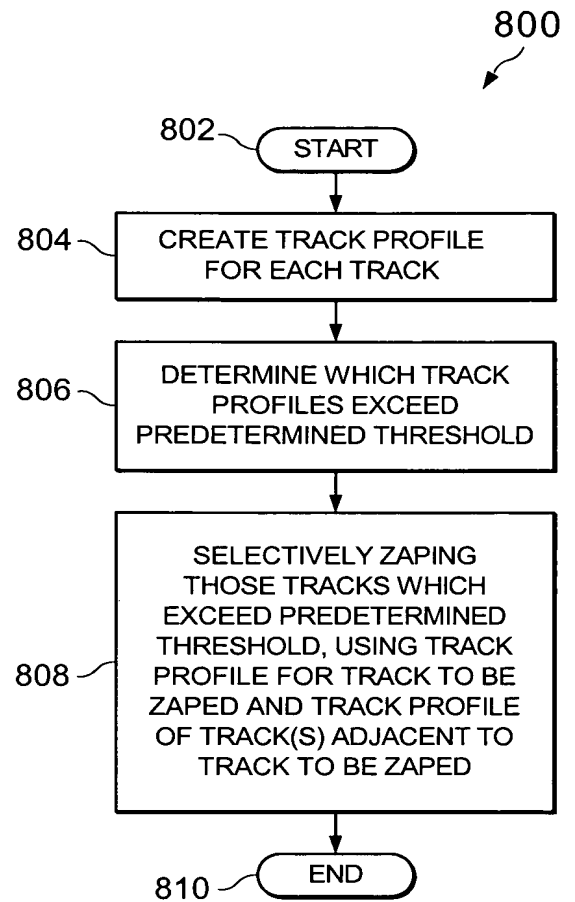 800
802
START
804
CREATE TRACK PROFILE
FOR EACH TRACK
806
DETERMINE WHICH TRACK
PROFILES EXCEED
PREDETERMINED THRESHOLD
808
SELECTIVELY ZAPING
THOSE TRACKS WHICH
EXCEED PREDETERMINED
THRESHOLD, USING TRACK
PROFILE FOR TRACK TO BE
ZAPED AND TRACK PROFILE
OF TRACK(S) ADJACENT TO
TRACK TO BE ZAPED
810
END